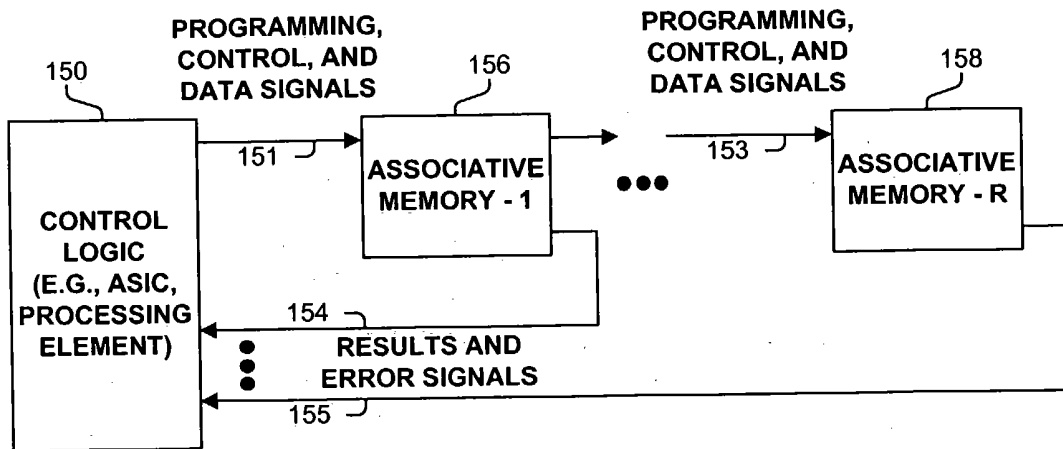 PROGRAMMING,
CONTROL, AND
DATA SIGNALS
PROGRAMMING,
CONTROL, AND
DATA SIGNALS
150
156
158
151
153
ASSOCIATIVE
MEMORY - 1
ASSOCIATIVE
MEMORY - R
CONTROL
LOGIC
(E.G., ASIC,
PROCESSING
ELEMENT)
154
RESULTS AND
ERROR SIGNALS
155